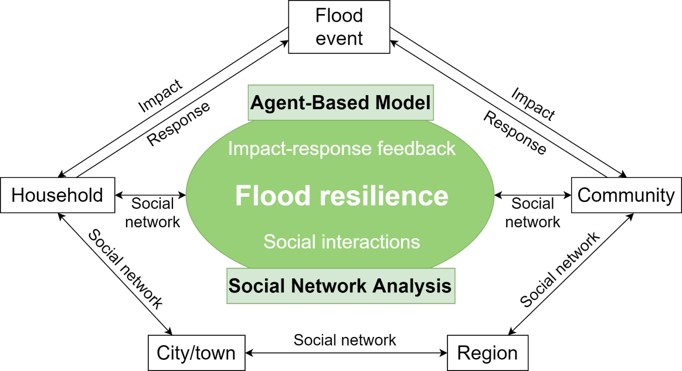 Flood
event
Impact
Response
Impact
Response
Agent-Based Model
Impact-response feedback
Household
Social
network
Flood resilience
Social
network
Community
Social interactions
Social
network
Social
network
Social Network Analysis
City/town
Social network
Region